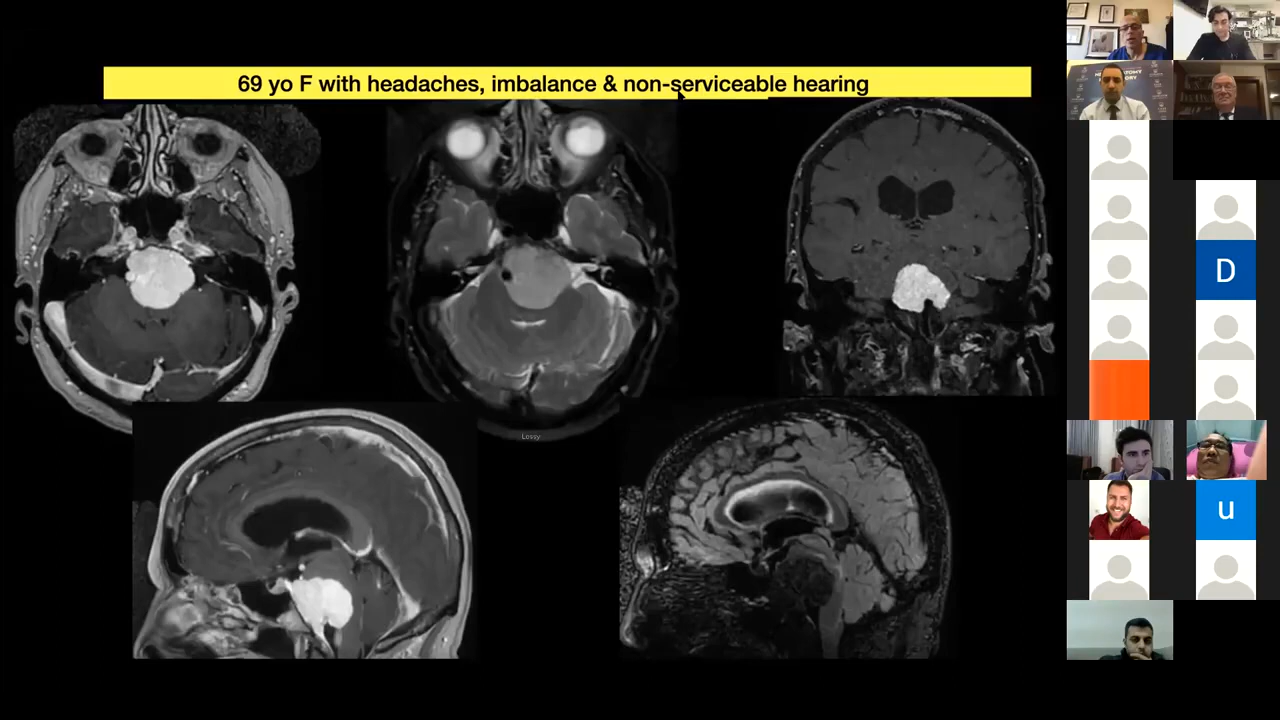 69 yo F with headaches, imbalance & non-serviceable hearing
Lossy
D
u